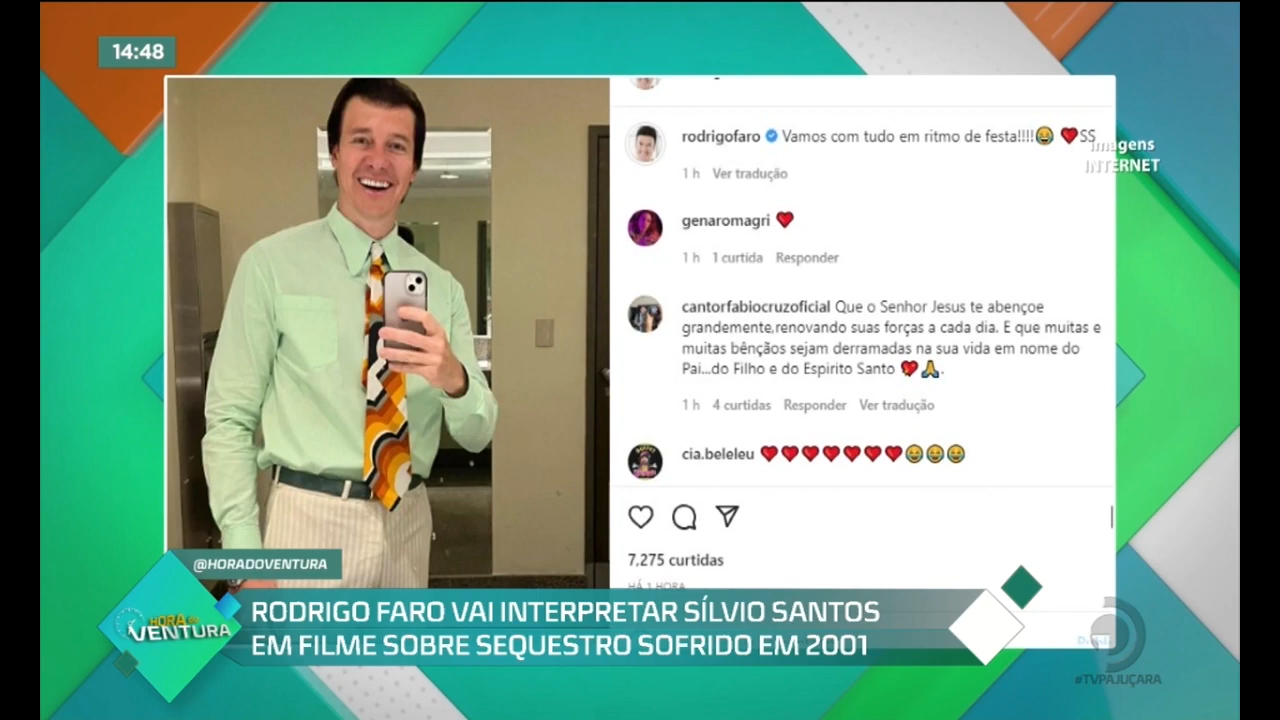 14:48
rodrigofaro Vamos com tudo em ritmo de festa!!!!😂 ❤️SS
Imagens
INTERNET
1 h Ver tradução
genaromagri ❤️
1 h 1 curtida Responder
cantorfabiocruzoficial Que o Senhor Jesus te abençoe
grandemente,renovando suas forças a cada dia. E que muitas e
muitas bênçãos sejam derramadas na sua vida em nome do
Pai...do Filho e do Espirito Santo ❤️🙏.
1 h 4 curtidas Responder Ver tradução
cia.beleleu ❤️❤️❤️❤️❤️❤️❤️😂😂😂
7,275 curtidas
HÁ 1 HORA
@HORADOVENTURA
HORA DO
VENTURA
RODRIGO FARO VAI INTERPRETAR SÍLVIO SANTOS
EM FILME SOBRE SEQUESTRO SOFRIDO EM 2001
#TVPAJUÇARA